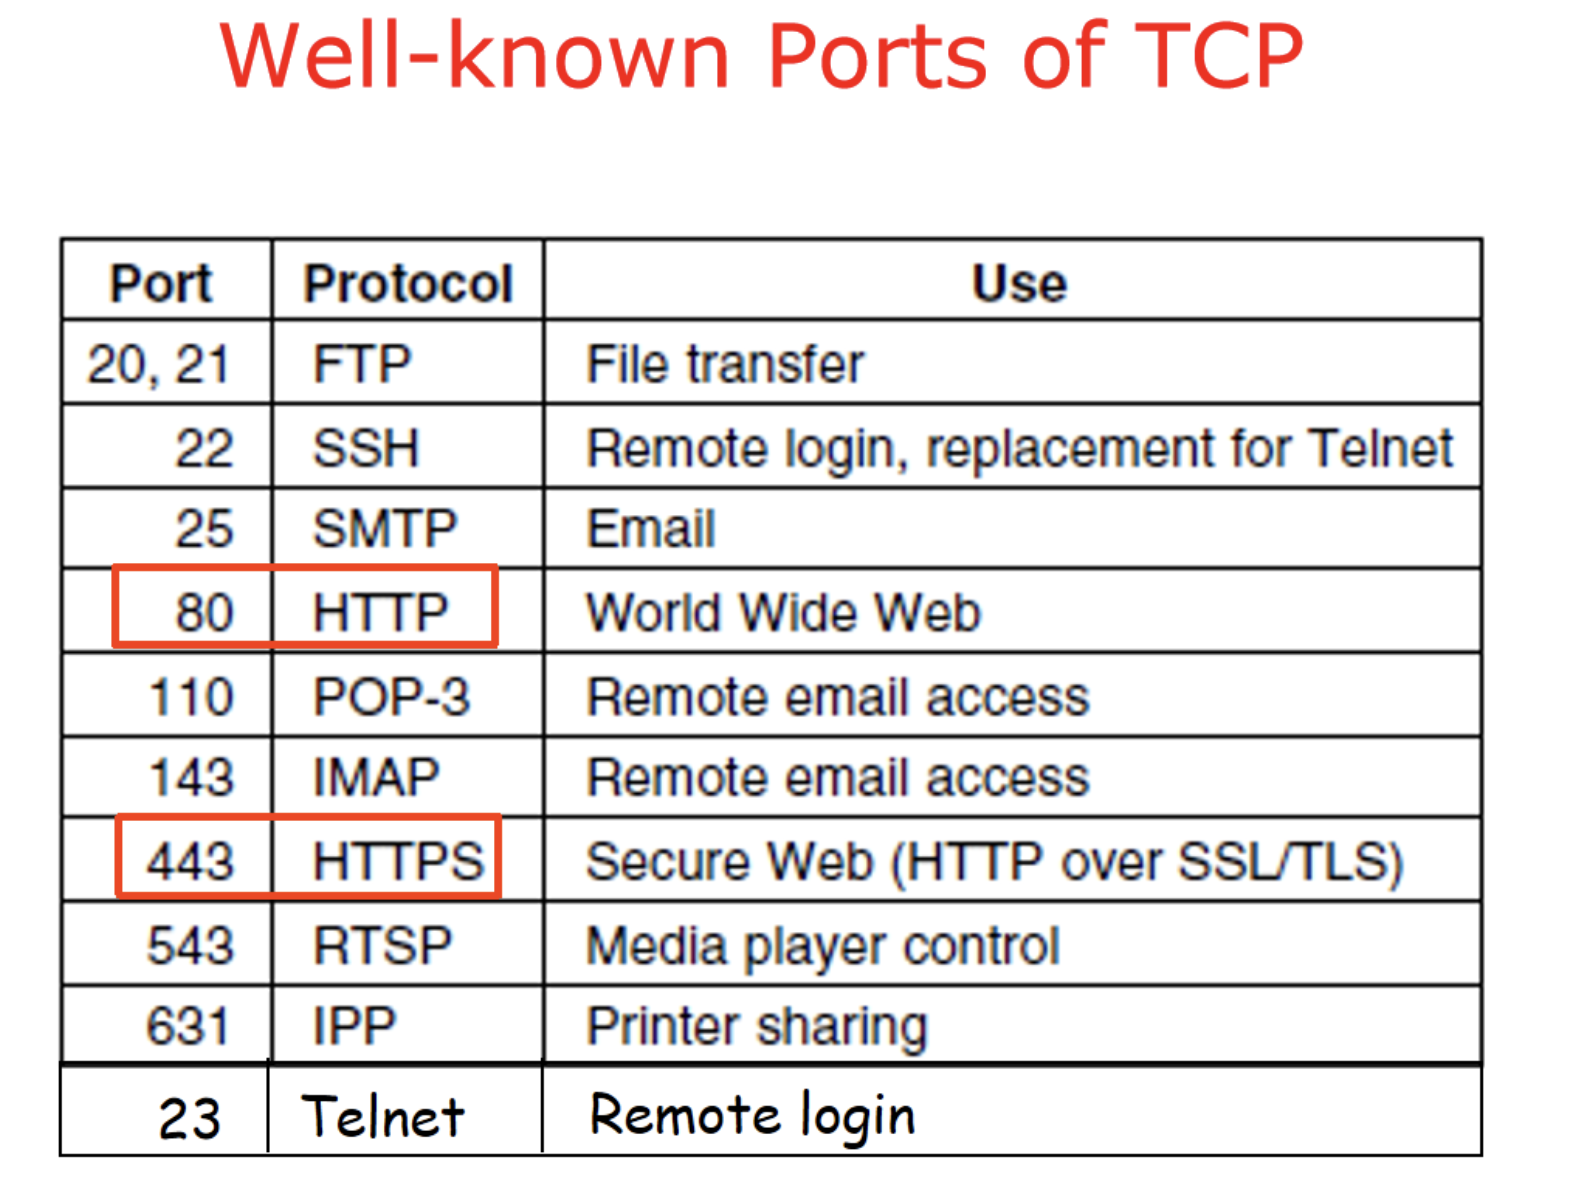 Well-known Ports of TCP
Port Protocol Use
20, 21 FTP File transfer
22 SSH Remote login, replacement for Telnet
25 SMTP Email
80 HTTP World Wide Web
110 POP-3 Remote email access
143 IMAP Remote email access
443 HTTPS Secure Web (HTTP over SSL/TLS)
543 RTSP Media player control
631 IPP Printer sharing
23 Telnet Remote login